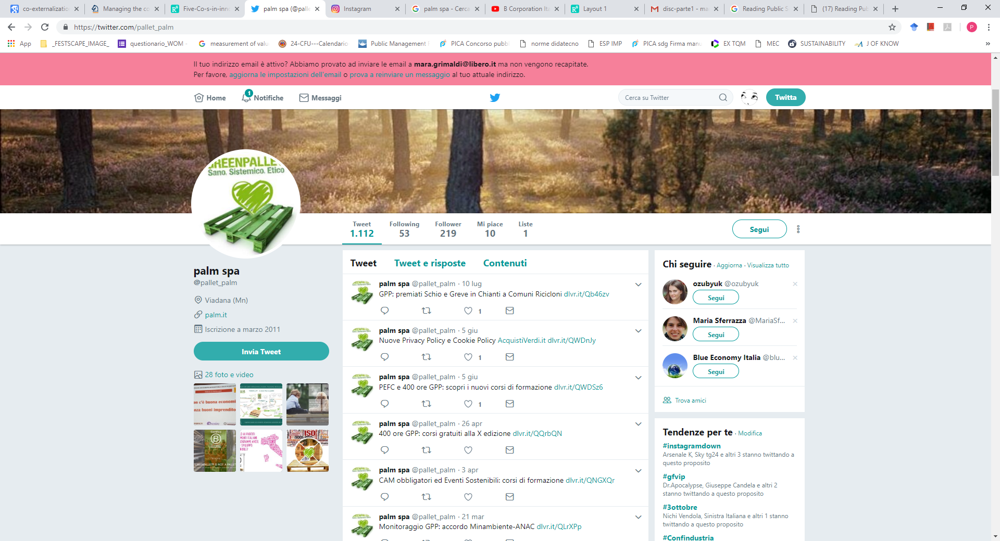 co-externalization
Managing the co
Five-Co-s-in-inno
palm spa (@palle
Instagram
palm spa - Cerca
B Corporation Ita
Layout 1
disc-parte1 - ma
Reading Public S
(17) Reading Pub
https://twitter.com/pallet_palm
P
App
_FESTSCAPE_IMAGE_
questionario_WOM -
measurement of valu
24-CFU---Calendario
Public Management
PICA Concorso pubbl
norme didatecno
ESP IMP
PICA sdg Firma manu
EX TQM
MEC
SUSTAINABILITY
J OF KNOW
»
Il tuo indirizzo email è attivo? Abbiamo provato ad inviare le email a mara.grimaldi@libero.it ma non vengono recapitate.
Per favore, aggiorna le impostazioni dell'email o prova a reinviare un messaggio al tuo attuale indirizzo.
Home
1
Notifiche
Messaggi
Cerca su Twitter
Twitta
GREENPALLE
Sano. Sistemico. Etico
Tweet
1.112
Following
53
Follower
219
Mi piace
10
Liste
1
Segui
palm spa
@pallet_palm
Viadana (Mn)
palm.it
Iscrizione a marzo 2011
Invia Tweet
28 foto e video
on c'è buona economi
nza buoni imprendito
Certified
B
GREENPALLET® IS NOT A PALLE
ISO
Tweet
Tweet e risposte
Contenuti
palm spa @pallet_palm · 10 lug
GPP: premiati Schio e Greve in Chianti a Comuni Ricicloni dlvr.it/Qb46zv
1
palm spa @pallet_palm · 5 giu
Nuove Privacy Policy e Cookie Policy AcquistiVerdi.it dlvr.it/QWDnJy
1
palm spa @pallet_palm · 5 giu
PEFC e 400 ore GPP: scopri i nuovi corsi di formazione dlvr.it/QWDSz6
1
palm spa @pallet_palm · 26 apr
400 ore GPP: corsi gratuiti alla X edizione dlvr.it/QQrbQN
palm spa @pallet_palm · 3 apr
CAM obbligatori ed Eventi Sostenibili: corsi di formazione dlvr.it/QNGXQr
palm spa @pallet_palm · 21 mar
Monitoraggio GPP: accordo Minambiente-ANAC dlvr.it/QLrXPp
Chi seguire · Aggiorna · Visualizza tutto
ozubyuk @ozubyuk
Segui
Maria Sferrazza @MariaSf...
Segui
Blue Economy Italia @blu...
Segui
Trova amici
Tendenze per te · Modifica
#instagramdown
Arsenale K, Sky tg24 e altri 3 stanno twittando a
questo proposito
#gfvip
Dr.Apocalypse, Giuseppe Candela e altri 2
stanno twittando a questo proposito
#3ottobre
Nichi Vendola, Sinistra Italiana e altri 1 stanno
twittando a questo proposito
#Confindustria